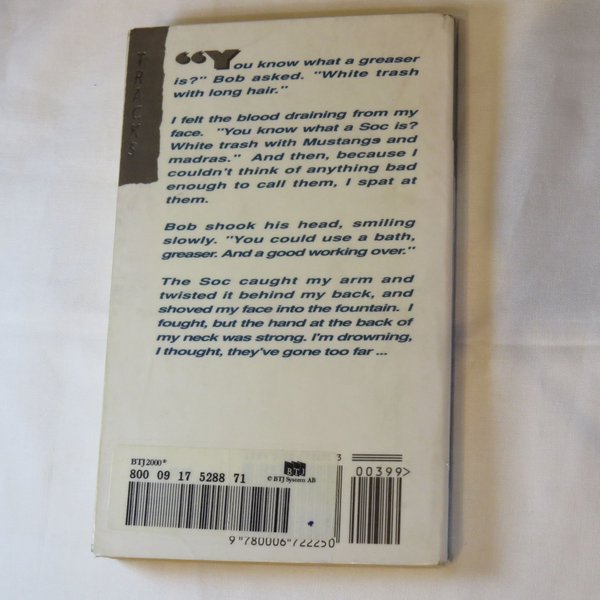 TRACKS
"You know what a greaser
is?" Bob asked. "White trash
with long hair."
I felt the blood draining from my
face. "You know what a Soc is?
White trash with Mustangs and
madras." And then, because I
couldn't think of anything bad
enough to call them, I spat at
them.
Bob shook his head, smiling
slowly. "You could use a bath,
greaser. And a good working over."
The Soc caught my arm and
twisted it behind my back, and
shoved my face into the fountain. I
fought, but the hand at the back of
my neck was strong. I'm drowning,
I thought, they've gone too far ...
BTJ 2000*
800 09 17 5288 71
BTJ
© BTJ System AB
3
00399>
9 780006 722250